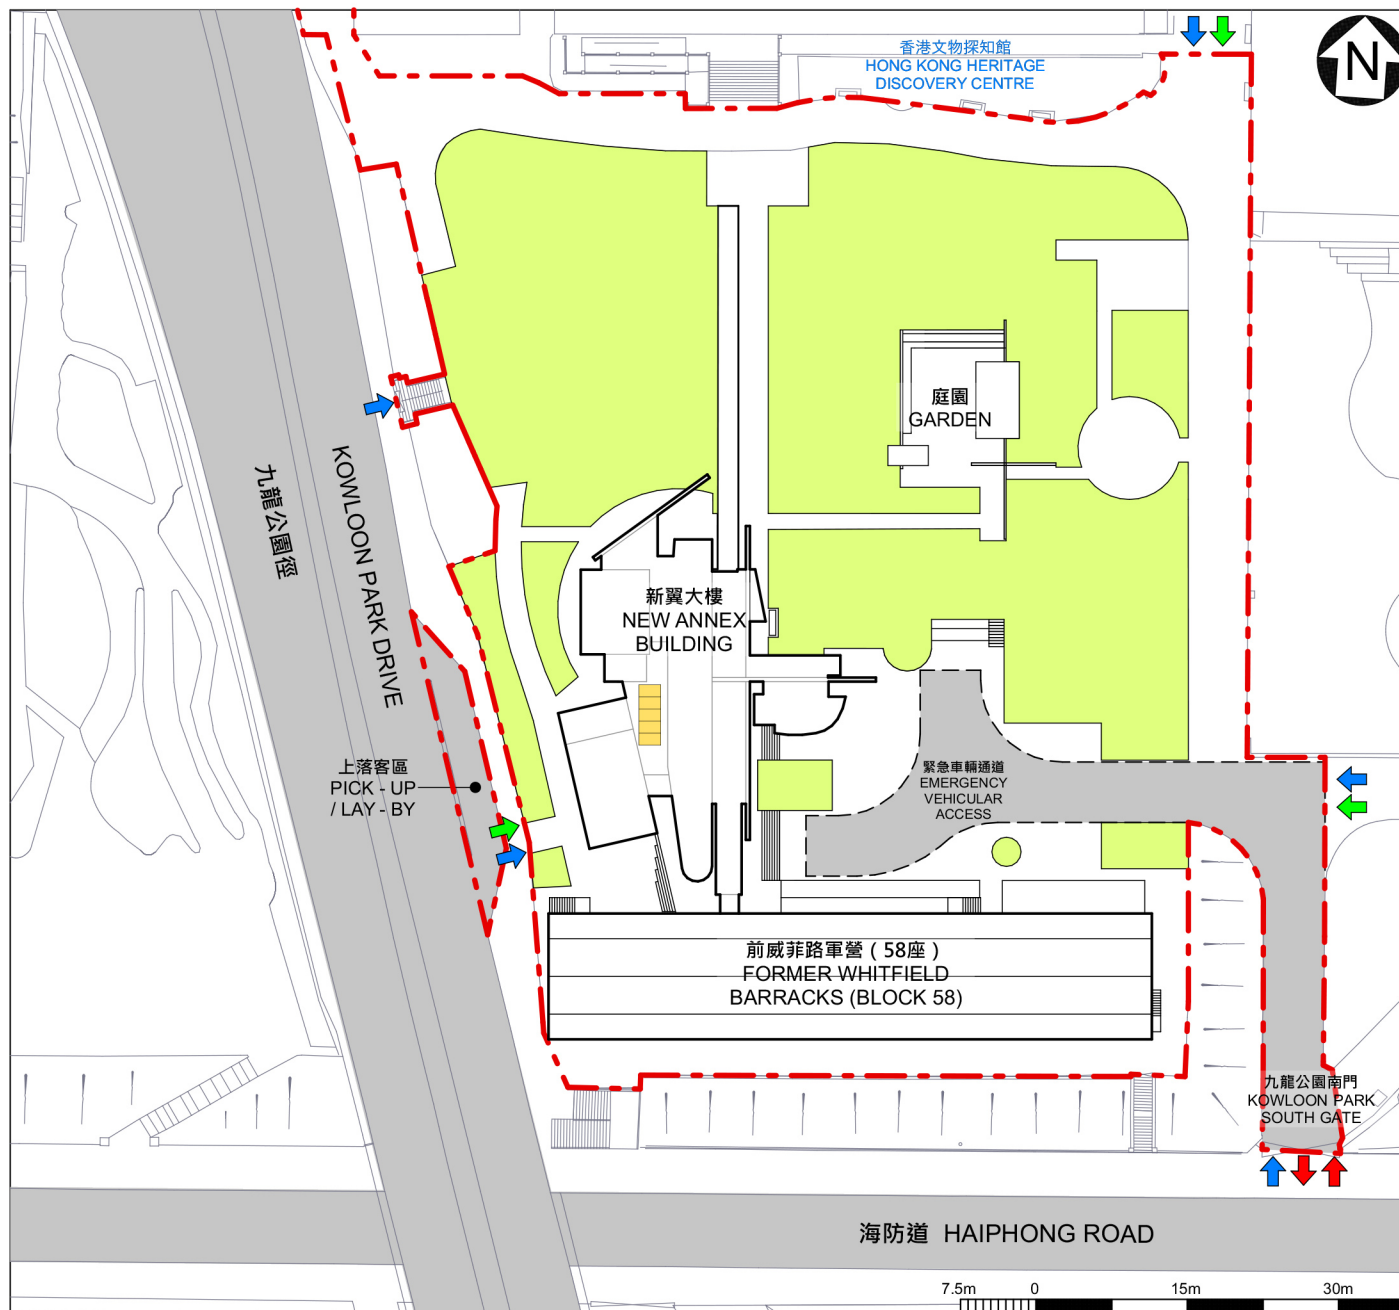 香港文物探知館
HONG KONG HERITAGE
DISCOVERY CENTRE
N
庭園
GARDEN
九龍公園徑
KOWLOON PARK DRIVE
新翼大樓
NEW ANNEX
BUILDING
上落客區
PICK - UP
/ LAY - BY
緊急車輛通道
EMERGENCY
VEHICULAR
ACCESS
前威菲路軍營 ( 58座 )
FORMER WHITFIELD
BARRACKS (BLOCK 58)
九龍公園南門
KOWLOON PARK
SOUTH GATE
海防道 HAIPHONG ROAD
7.5m 0 15m 30m